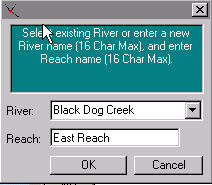 Select existing River or enter a new
River name (16 Char Max), and enter
Reach name (16 Char Max).
River: Black Dog Creek
Reach: East Reach
OK Cancel